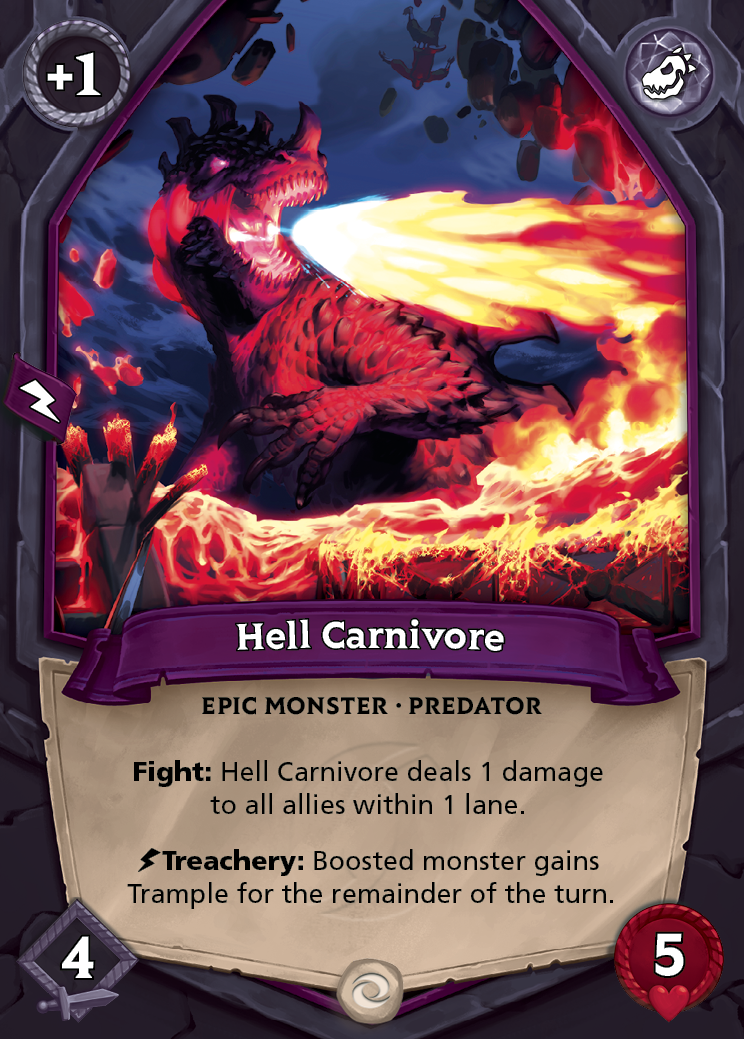 +1
Hell Carnivore
EPIC MONSTER · PREDATOR
Fight: Hell Carnivore deals 1 damage
to all allies within 1 lane.
Treachery: Boosted monster gains
Trample for the remainder of the turn.
4
5